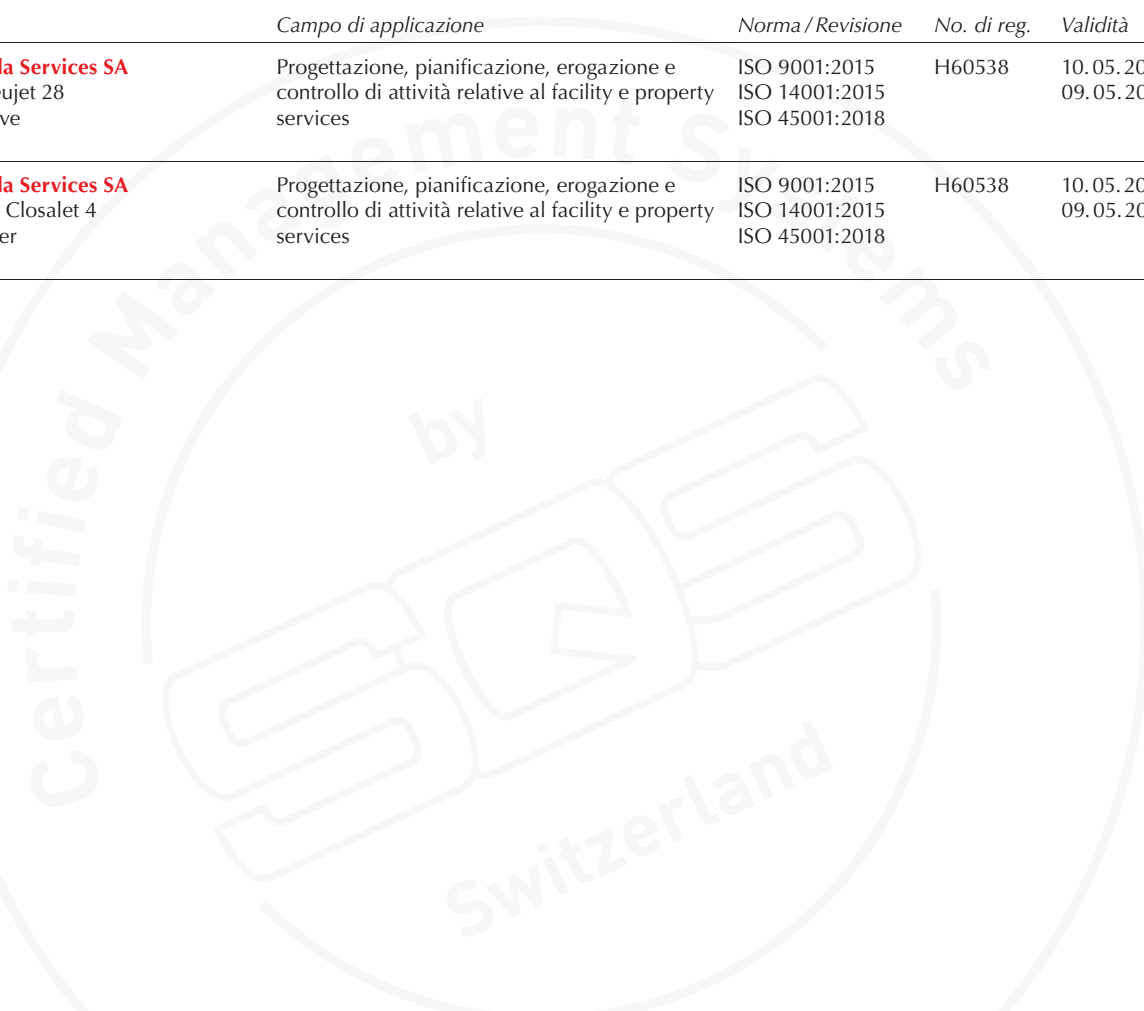 Campo di applicazione Norma / Revisione No. di reg. Validità
la Services SA Progettazione, pianificazione, erogazione e ISO 9001:2015 H60538 10. 05. 20
ujet 28 controllo di attività relative al facility e property ISO 14001:2015 09. 05. 20
ve services ISO 45001:2018
la Services SA Progettazione, pianificazione, erogazione e ISO 9001:2015 H60538 10. 05. 20
Closalet 4 controllo di attività relative al facility e property ISO 14001:2015 09. 05. 20
er services ISO 45001:2018
Certified Management Systems
by
SQS
Switzerland